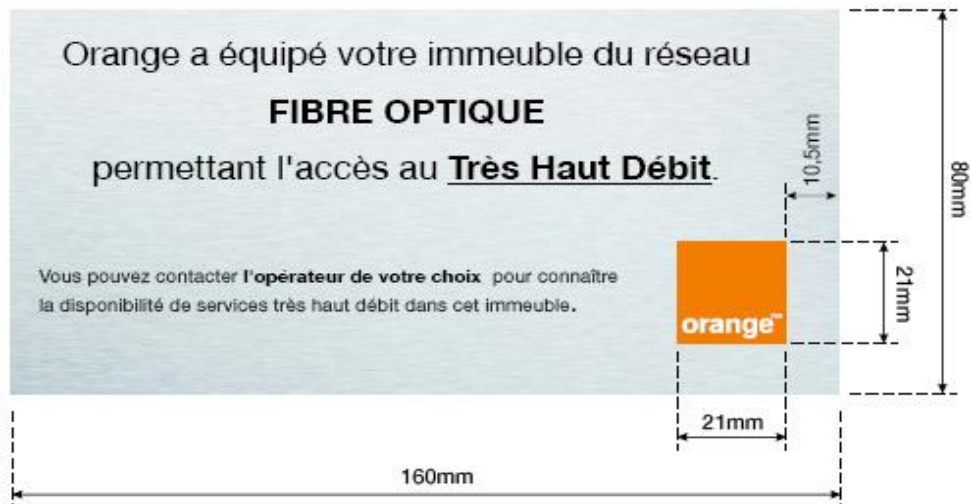 Orange a équipé votre immeuble du réseau
FIBRE OPTIQUE
permettant l'accès au Très Haut Débit.
10,5mm
80mm
Vous pouvez contacter l'opérateur de votre choix pour connaître
la disponibilité de services très haut débit dans cet immeuble.
21mm
orange™
21mm
160mm